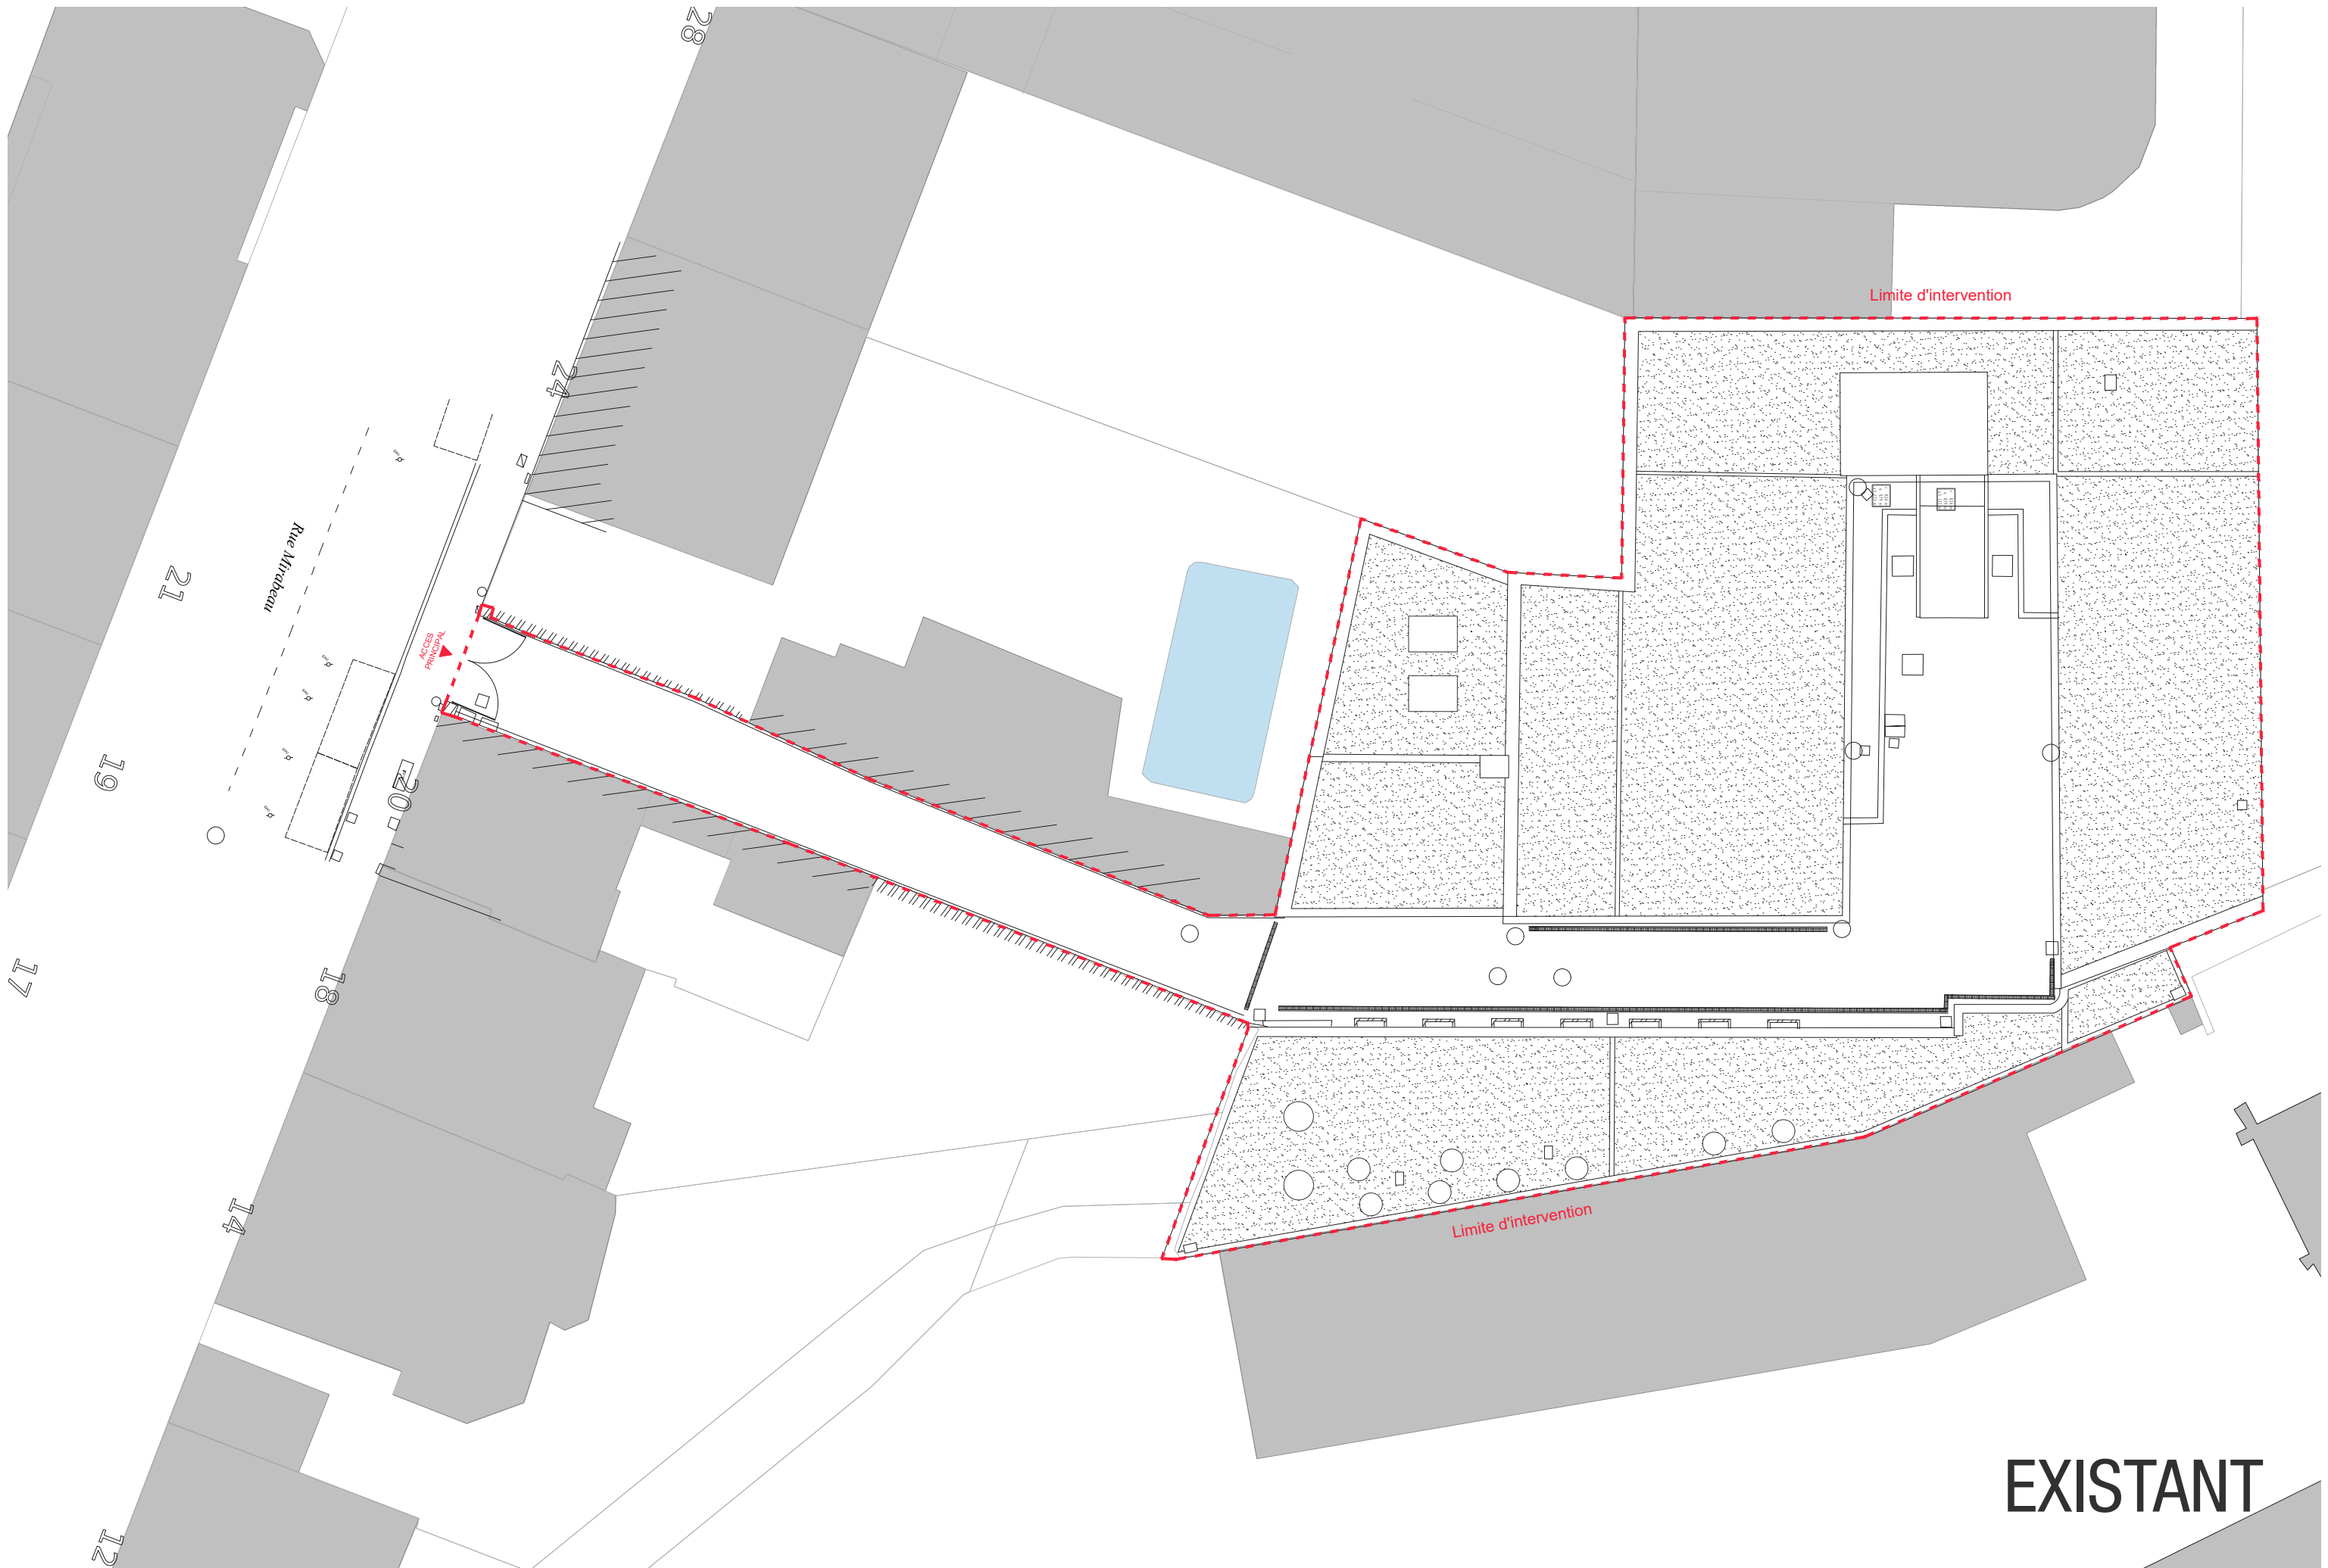 28
Limite d'intervention
24
Rue Mirabeau
21
ACCES
PRINCIPAL
19
20
17
18
14
Limite d'intervention
12
EXISTANT